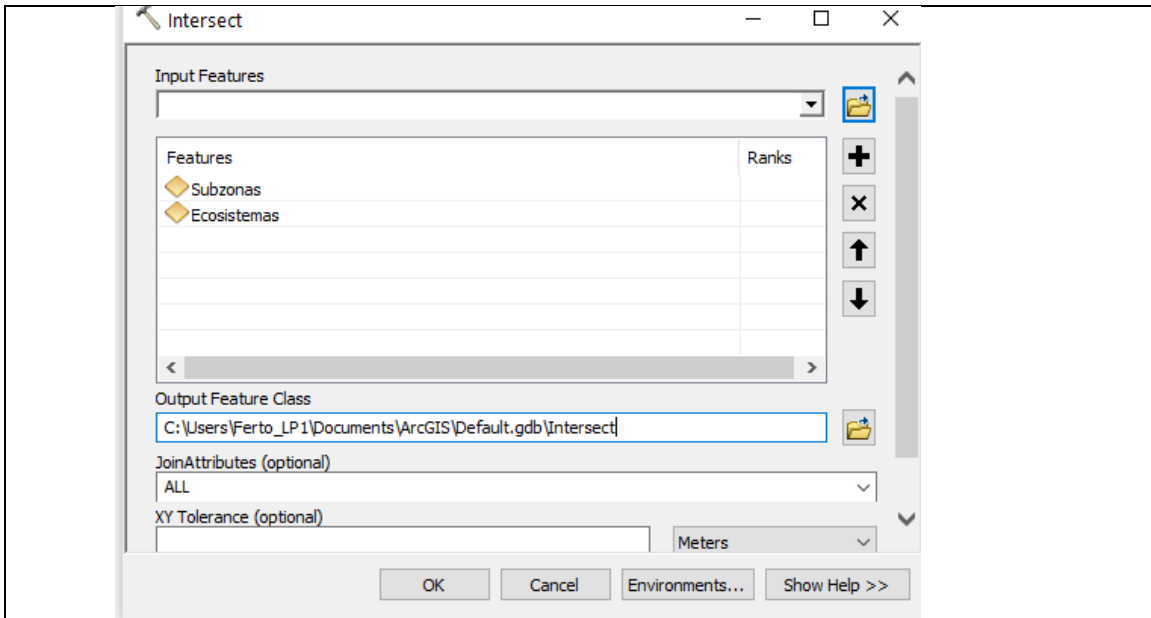 Intersect
Input Features
Features Ranks
Subzonas
Ecosistemas
Output Feature Class
C:\Users\Ferto_LP1\Documents\ArcGIS\Default.gdb\Intersect
JoinAttributes (optional)
ALL
XY Tolerance (optional)
Meters
OK Cancel Environments... Show Help >>